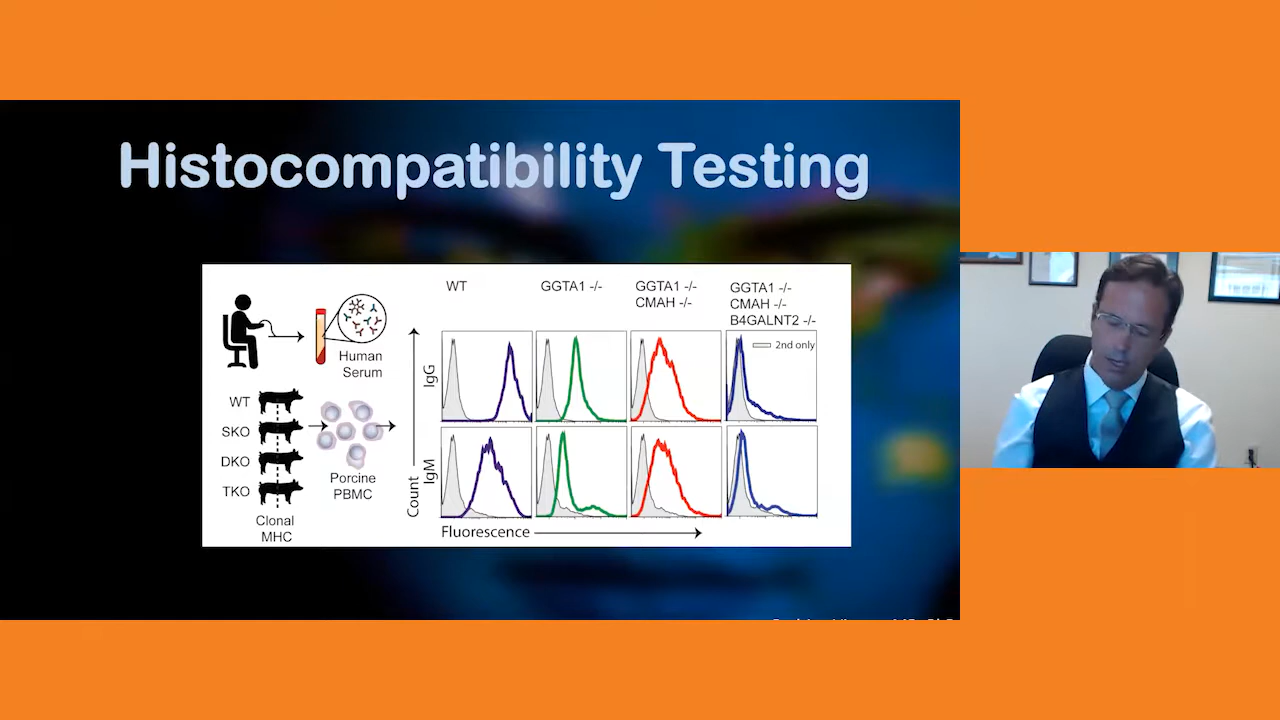 Histocompatibility Testing
WT
GGTA1 -/-
GGTA1 -/-
CMAH -/-
GGTA1 -/-
CMAH -/-
B4GALNT2 -/-
2nd only
Human
Serum
IgG
WT
SKO
DKO
TKO
Porcine
PBMC
Clonal
MHC
Count
IgM
Fluorescence